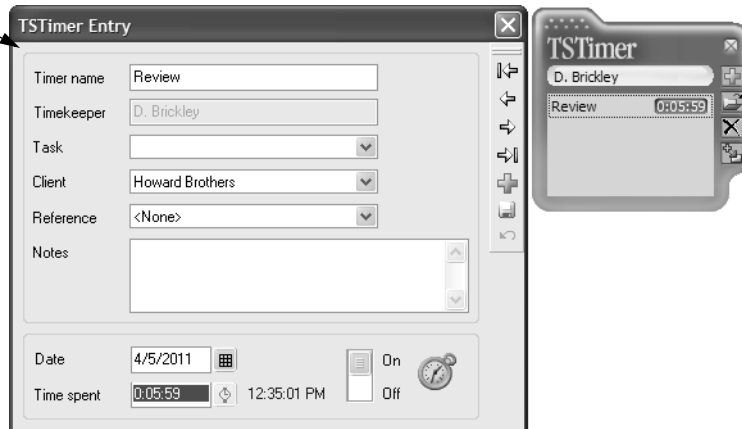 TSTimer Entry
Timer name Review
Timekeeper D. Brickley
Task
Client Howard Brothers
Reference <None>
Notes
Date 4/5/2011
On
Time spent 0:05:59 12:35:01 PM
Off
TSTimer
D. Brickley
Review 0:05:59